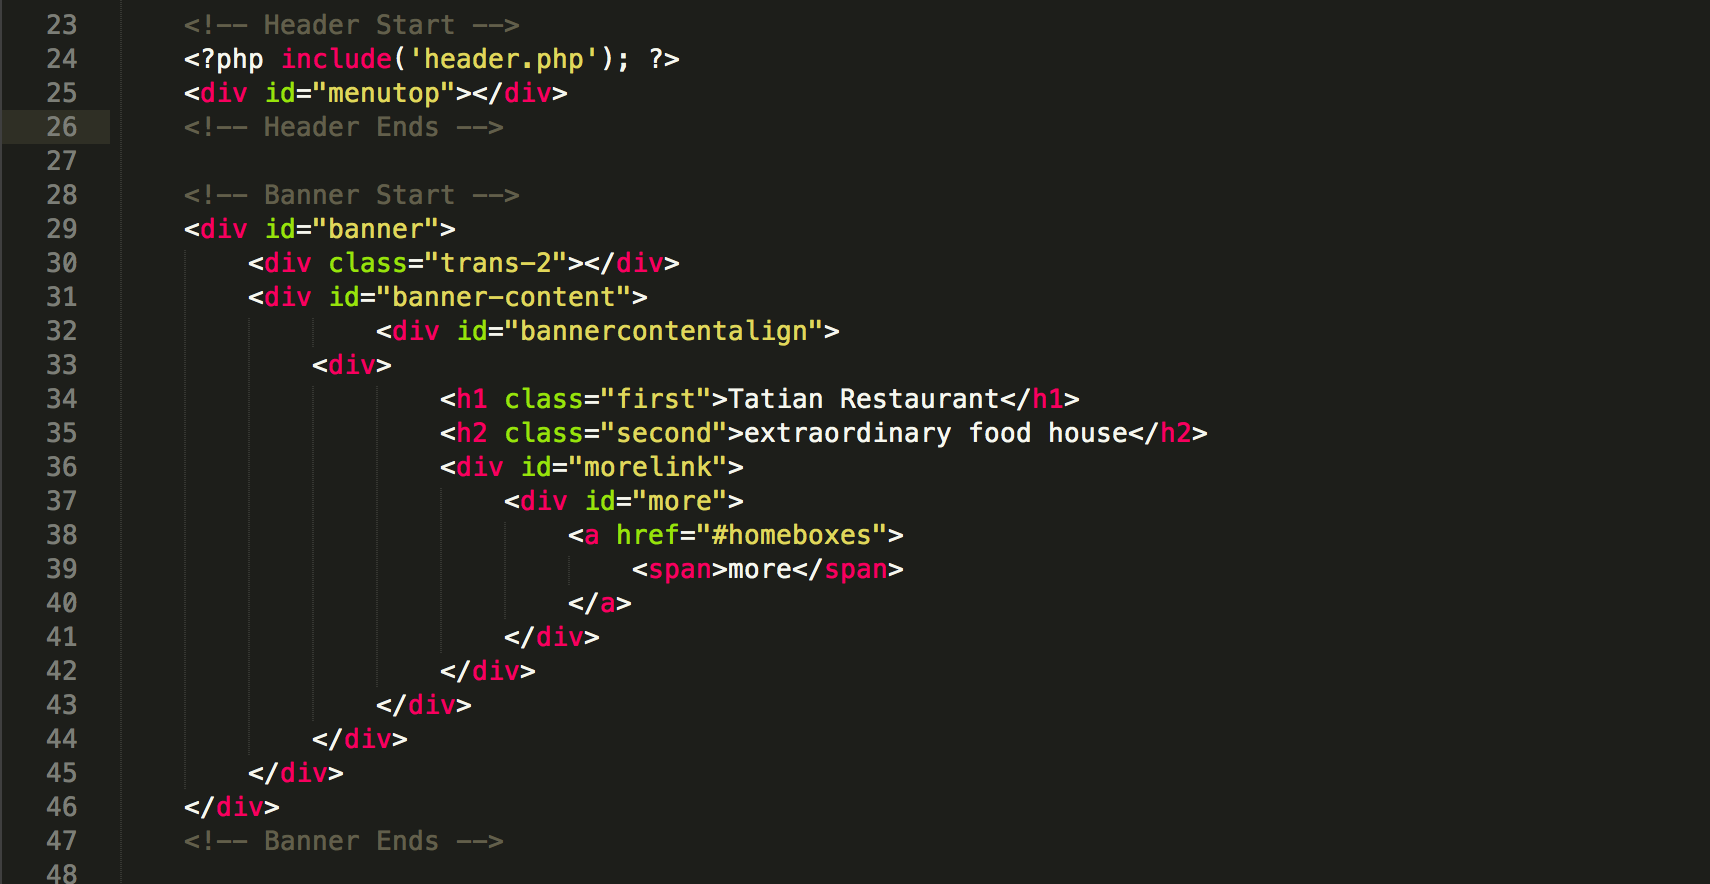 23 <!-- Header Start -->
24 <?php include('header.php'); ?>
25 <div id="menutop"></div>
26 <!-- Header Ends -->
27
28 <!-- Banner Start -->
29 <div id="banner">
30     <div class="trans-2"></div>
31     <div id="banner-content">
32             <div id="bannercontentalign">
33         <div>
34                 <h1 class="first">Tatian Restaurant</h1>
35                 <h2 class="second">extraordinary food house</h2>
36                 <div id="morelink">
37                     <div id="more">
38                         <a href="#homeboxes">
39                             <span>more</span>
40                         </a>
41                     </div>
42                 </div>
43             </div>
44         </div>
45     </div>
46 </div>
47 <!-- Banner Ends -->
48